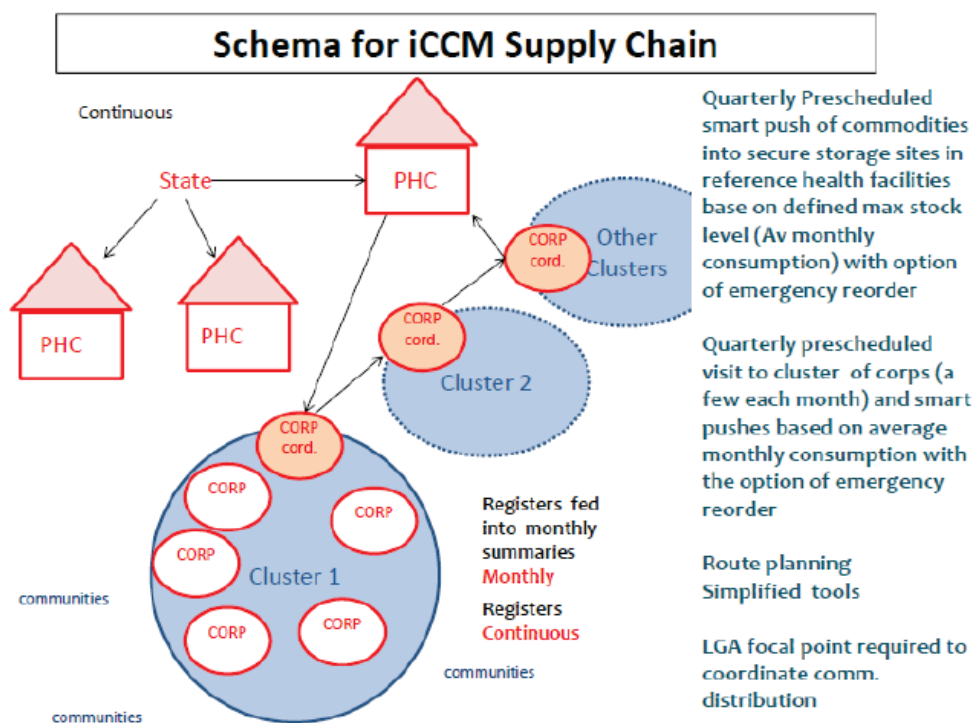 Schema for iCCM Supply Chain
Continuous
State
PHC
PHC
PHC
CORP
cord.
Other
Clusters
CORP
cord.
Cluster 2
CORP
cord.
CORP
CORP
CORP
Cluster 1
CORP
CORP
communities
communities
communities
Registers fed
into monthly
summaries
Monthly
Registers
Continuous
Quarterly Prescheduled
smart push of commodities
into secure storage sites in
reference health facilities
base on defined max stock
level (Av monthly
consumption) with option
of emergency reorder
Quarterly prescheduled
visit to cluster of corps (a
few each month) and smart
pushes based on average
monthly consumption with
the option of emergency
reorder
Route planning
Simplified tools
LGA focal point required to
coordinate comm.
distribution